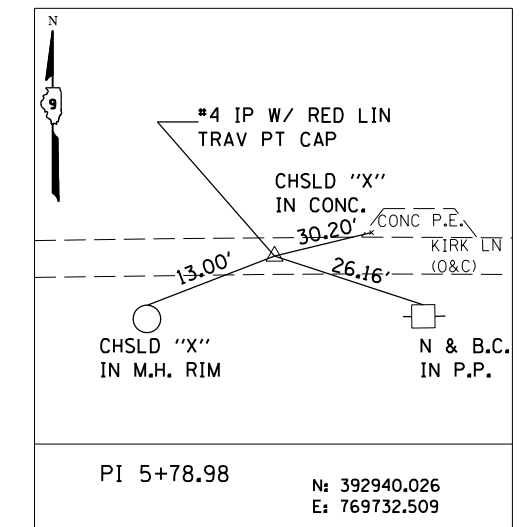 N
9
#4 IP W/ RED LIN
TRAV PT CAP
CHSLD "X"
IN CONC.
30.20'
CONC P.E.
KIRK LN
(O&C)
13.00'
26.16'
CHSLD "X"
IN M.H. RIM
N & B.C.
IN P.P.
PI 5+78.98
N: 392940.026
E: 769732.509